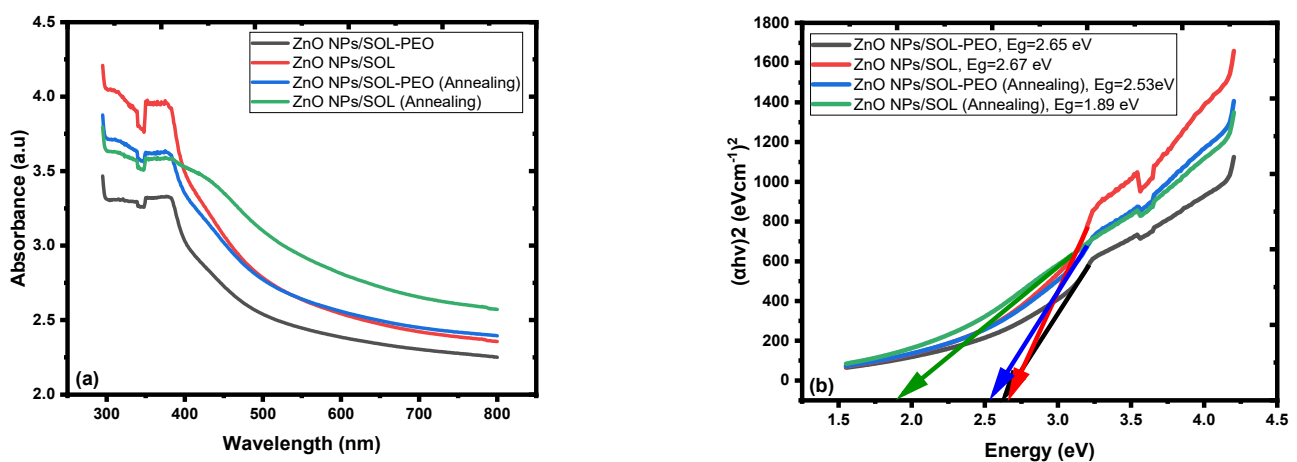 4.5
4.0
3.5
3.0
2.5
2.0
Absorbance (a.u)
ZnO NPs/SOL-PEO
ZnO NPs/SOL
ZnO NPs/SOL-PEO (Annealing)
ZnO NPs/SOL (Annealing)
(a)
300 400 500 600 700 800
Wavelength (nm)
1800
1600
1400
1200
1000
800
600
400
200
0
(αhv)2 (eVcm⁻¹)²
ZnO NPs/SOL-PEO, Eg=2.65 eV
ZnO NPs/SOL, Eg=2.67 eV
ZnO NPs/SOL-PEO (Annealing), Eg=2.53eV
ZnO NPs/SOL (Annealing), Eg=1.89 eV
(b)
1.5 2.0 2.5 3.0 3.5 4.0 4.5
Energy (eV)